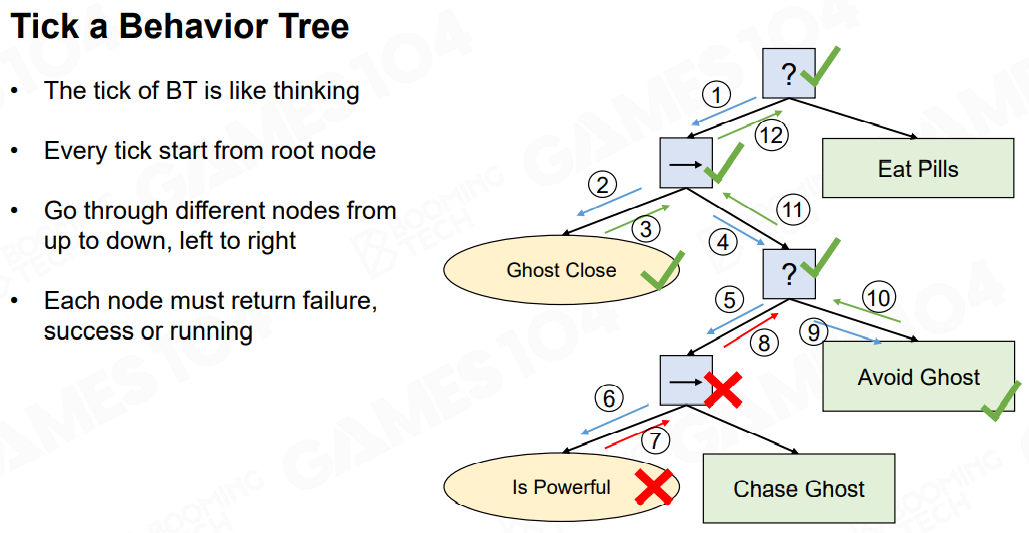 Tick a Behavior Tree
• The tick of BT is like thinking
• Every tick start from root node
• Go through different nodes from
up to down, left to right
• Each node must return failure,
success or running
?
1
12
→
Eat Pills
2
3
11
4
Ghost Close
?
5
10
8
9
→
Avoid Ghost
6
7
Is Powerful
Chase Ghost
GAMES104
BOOMING
TECH